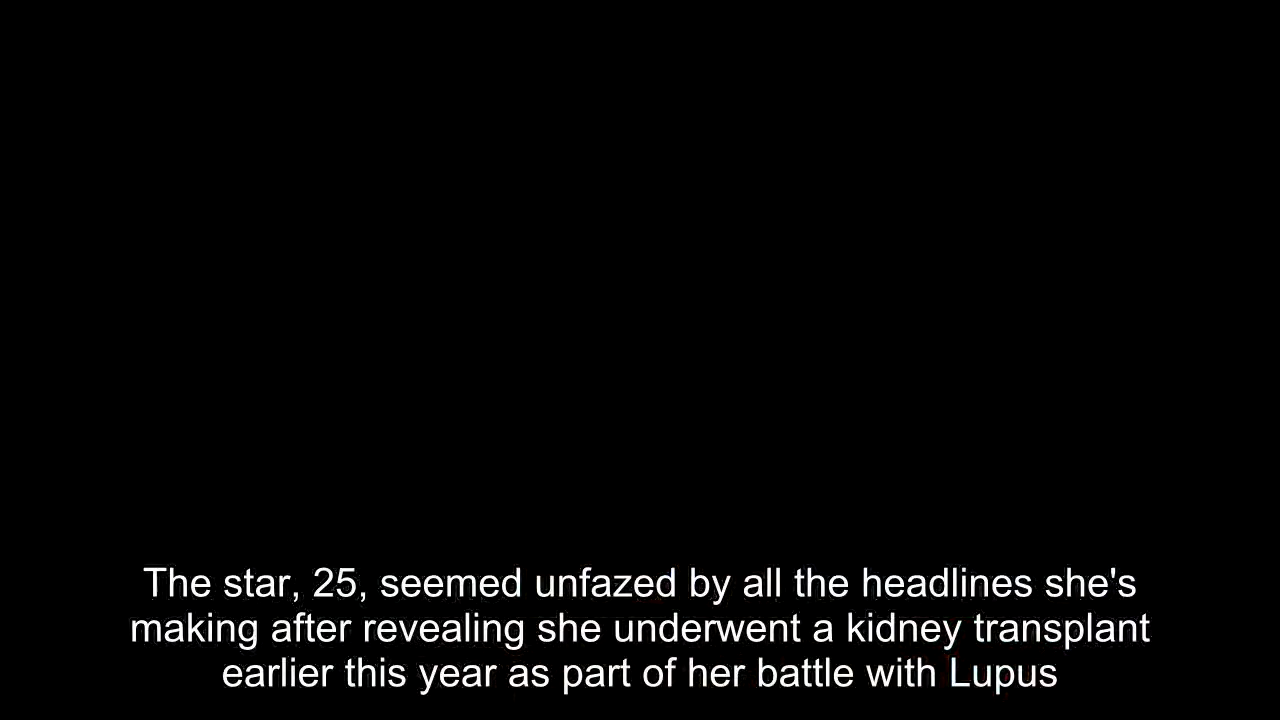 The star, 25, seemed unfazed by all the headlines she's
making after revealing she underwent a kidney transplant
earlier this year as part of her battle with Lupus